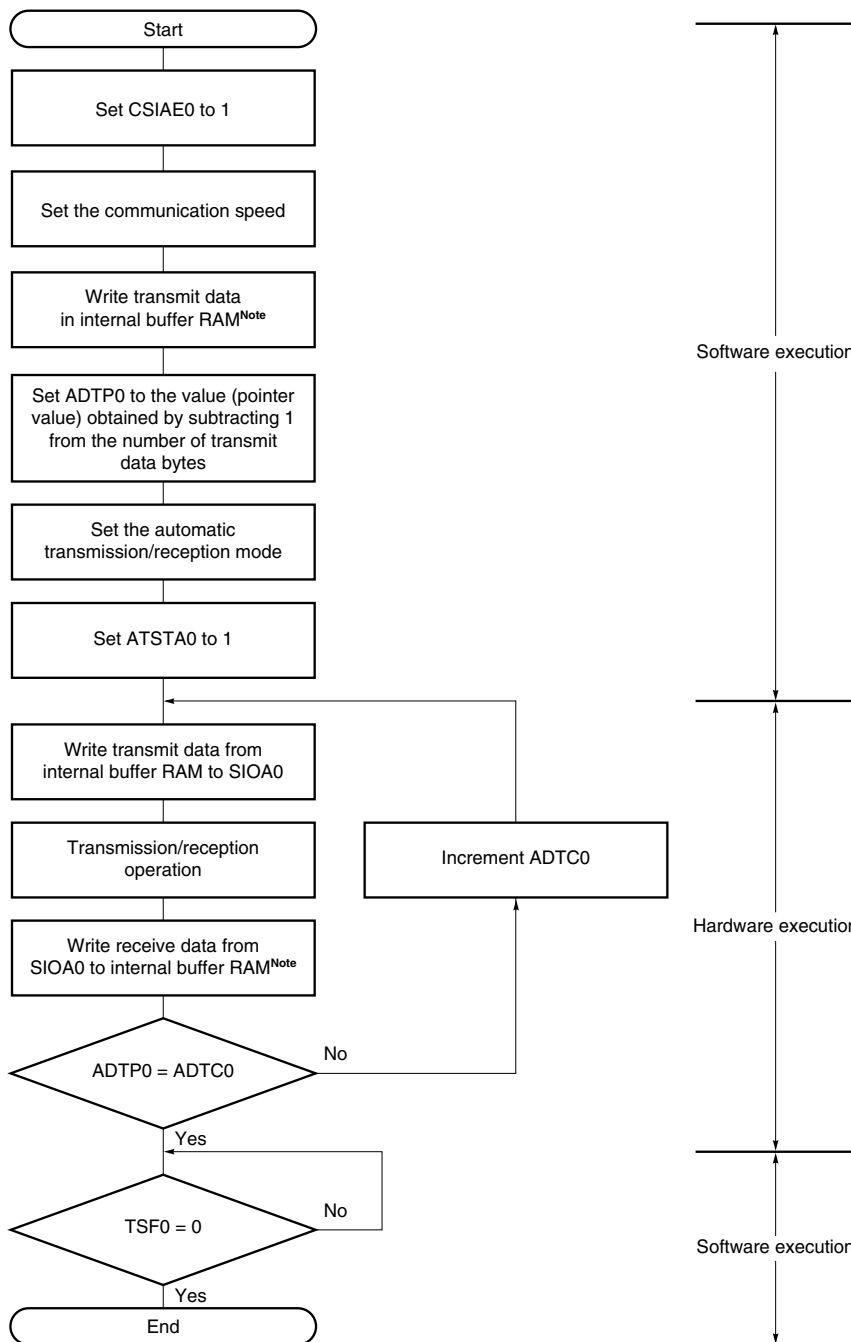 Start
Set CSIAE0 to 1
Set the communication speed
Write transmit data
in internal buffer RAMNote
Set ADTP0 to the value (pointer
value) obtained by subtracting 1
from the number of transmit
data bytes
Set the automatic
transmission/reception mode
Set ATSTA0 to 1
Software execution
Write transmit data from
internal buffer RAM to SIOA0
Transmission/reception
operation
Increment ADTC0
Write receive data from
SIOA0 to internal buffer RAMNote
Hardware execution
ADTP0 = ADTC0
No
Yes
TSF0 = 0
No
Yes
Software execution
End